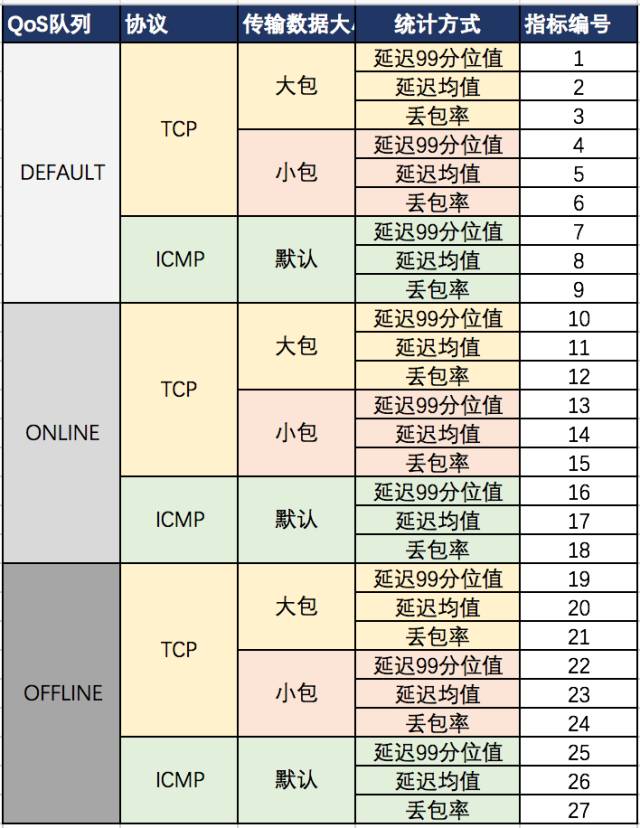 QoS队列 协议 传输数据大 统计方式 指标编号
DEFAULT TCP 大包 延迟99分位值 1
延迟均值 2
丢包率 3
小包 延迟99分位值 4
延迟均值 5
丢包率 6
ICMP 默认 延迟99分位值 7
延迟均值 8
丢包率 9
ONLINE TCP 大包 延迟99分位值 10
延迟均值 11
丢包率 12
小包 延迟99分位值 13
延迟均值 14
丢包率 15
ICMP 默认 延迟99分位值 16
延迟均值 17
丢包率 18
OFFLINE TCP 大包 延迟99分位值 19
延迟均值 20
丢包率 21
小包 延迟99分位值 22
延迟均值 23
丢包率 24
ICMP 默认 延迟99分位值 25
延迟均值 26
丢包率 27